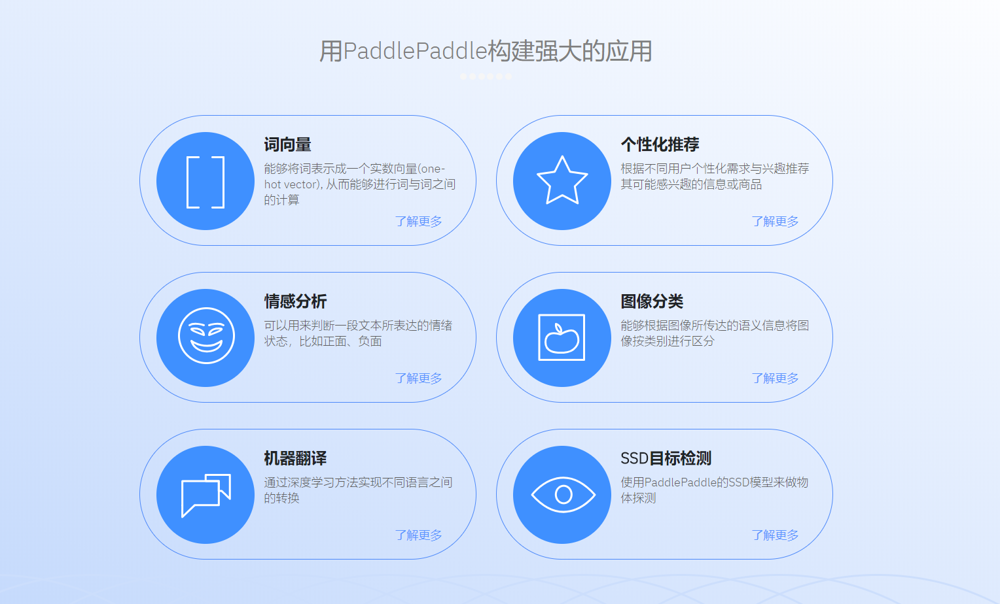 用PaddlePaddle构建强大的应用
词向量
能够将词表示成一个实数向量(one-
hot vector), 从而能够进行词与词之间
的计算
了解更多
个性化推荐
根据不同用户个性化需求与兴趣推荐
其可能感兴趣的信息或商品
了解更多
情感分析
可以用来判断一段文本所表达的情绪
状态，比如正面、负面
了解更多
图像分类
能够根据图像所传达的语义信息将图
像按类别进行区分
了解更多
机器翻译
通过深度学习方法实现不同语言之间
的转换
了解更多
SSD目标检测
使用PaddlePaddle的SSD模型来做物
体探测
了解更多